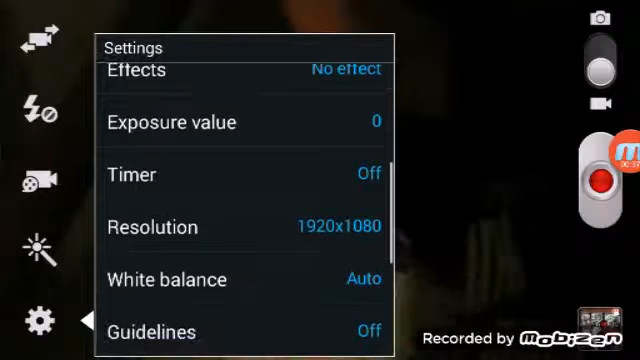 Settings
Effects No effect
Exposure value 0
Timer Off
Resolution 1920x1080
White balance Auto
Guidelines Off
Recorded by Mobizen